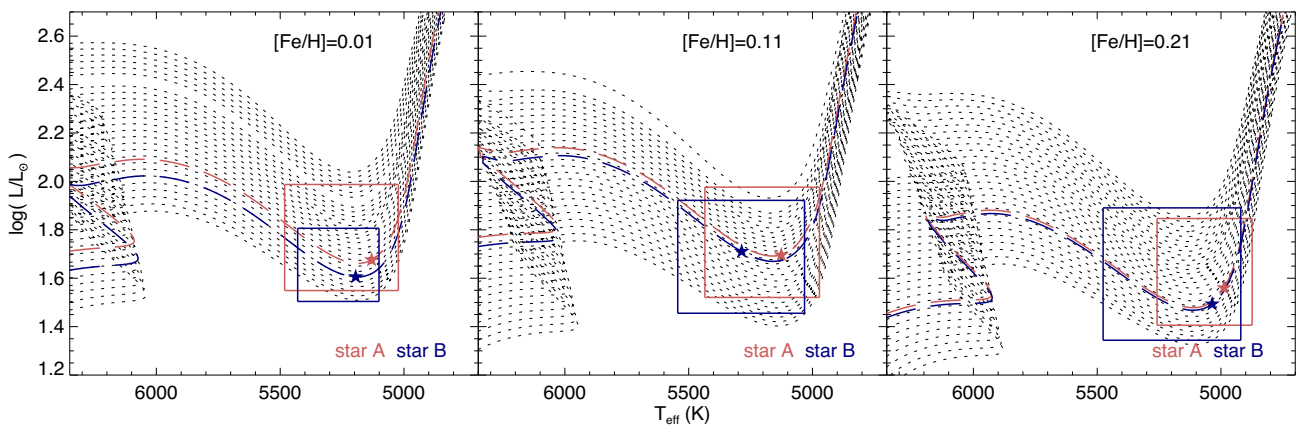 [Fe/H]=0.01
[Fe/H]=0.11
[Fe/H]=0.21
2.6
2.4
2.2
2.0
1.8
1.6
1.4
1.2
log( L/L☉)
star A star B
star A star B
star A star B
6000 5500 5000
6000 5500 5000
6000 5500 5000
T_eff (K)